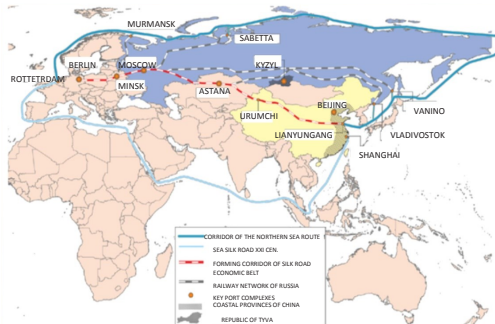 MURMANSK
SABETTA
BERLIN
MOSCOW
KYZYL
ROTTETRDAM
MINSK
ASTANA
BEIJING
VANINO
URUMCHI
LIANYUNGANG
VLADIVOSTOK
SHANGHAI
CORRIDOR OF THE NORTHERN SEA ROUTE
SEA SILK ROAD XXI CEN.
FORMING CORRIDOR OF SILK ROAD
ECONOMIC BELT
RAILWAY NETWORK OF RUSSIA
KEY PORT COMPLEXES
COASTAL PROVINCES OF CHINA
REPUBLIC OF TYVA